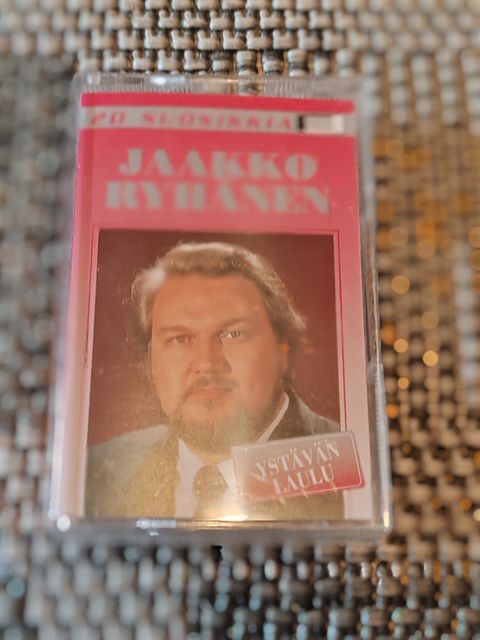 20 SUOSIKKIA
JAAKKO
RYHÄNEN
YSTÄVÄN
LAULU